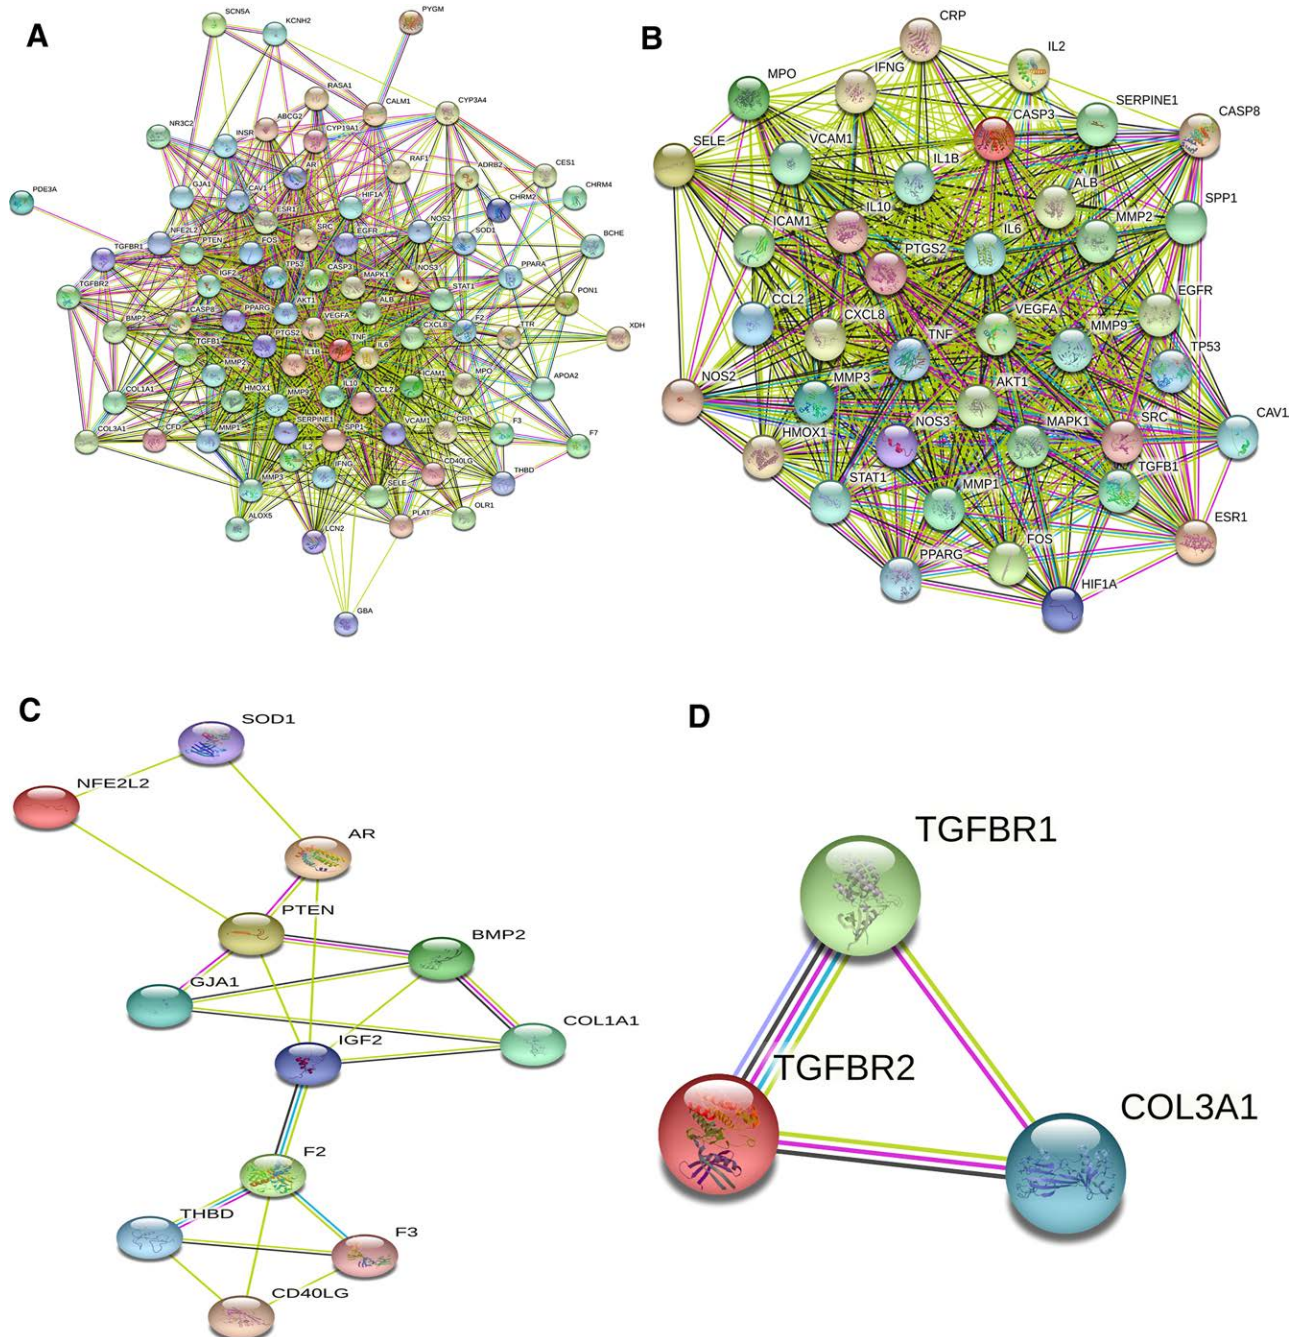 A
SCN5A
KCNH2
PYGM
RASA1
CALM1
CYP3A4
ABCG2
NR3C2
INSR
CYP19A1
RAF1
ADRB2
CES1
AR
PDE3A
GJA1
CAV1
HIF1A
CHRM2
CHRM4
ESR1
NOS2
NFE2L2
SRC
EGFR
SOD1
BCHE
TGFBR1
PTEN
FOS
TP53
CASP3
MAPK1
NOS3
PPARA
TGFBR2
IGF2
STAT1
PON1
BMP2
CASP8
PPARG
AKT1
ALB
VEGFA
CXCL8
F2
TTR
XDH
TGFB1
PTGS2
TNF
IL6
IL1B
MMP2
ICAM1
MPO
APOA2
COL1A1
HMOX1
MMP9
IL10
CCL2
COL3A1
CFD
MMP1
SERPINE1
SPP1
VCAM1
CRP
F3
F7
IL2
IFNG
CD40LG
THBD
MMP3
SELE
ALOX5
LCN2
PLAT
OLR1
GBA
B
CRP
IL2
MPO
IFNG
SERPINE1
CASP8
CASP3
SELE
VCAM1
IL1B
ALB
SPP1
IL10
MMP2
ICAM1
PTGS2
IL6
EGFR
CCL2
CXCL8
VEGFA
TNF
MMP9
TP53
NOS2
MMP3
AKT1
CAV1
HMOX1
NOS3
MAPK1
SRC
TGFB1
STAT1
MMP1
ESR1
PPARG
FOS
HIF1A
C
SOD1
NFE2L2
AR
PTEN
BMP2
GJA1
COL1A1
IGF2
F2
THBD
F3
CD40LG
D
TGFBR1
TGFBR2
COL3A1